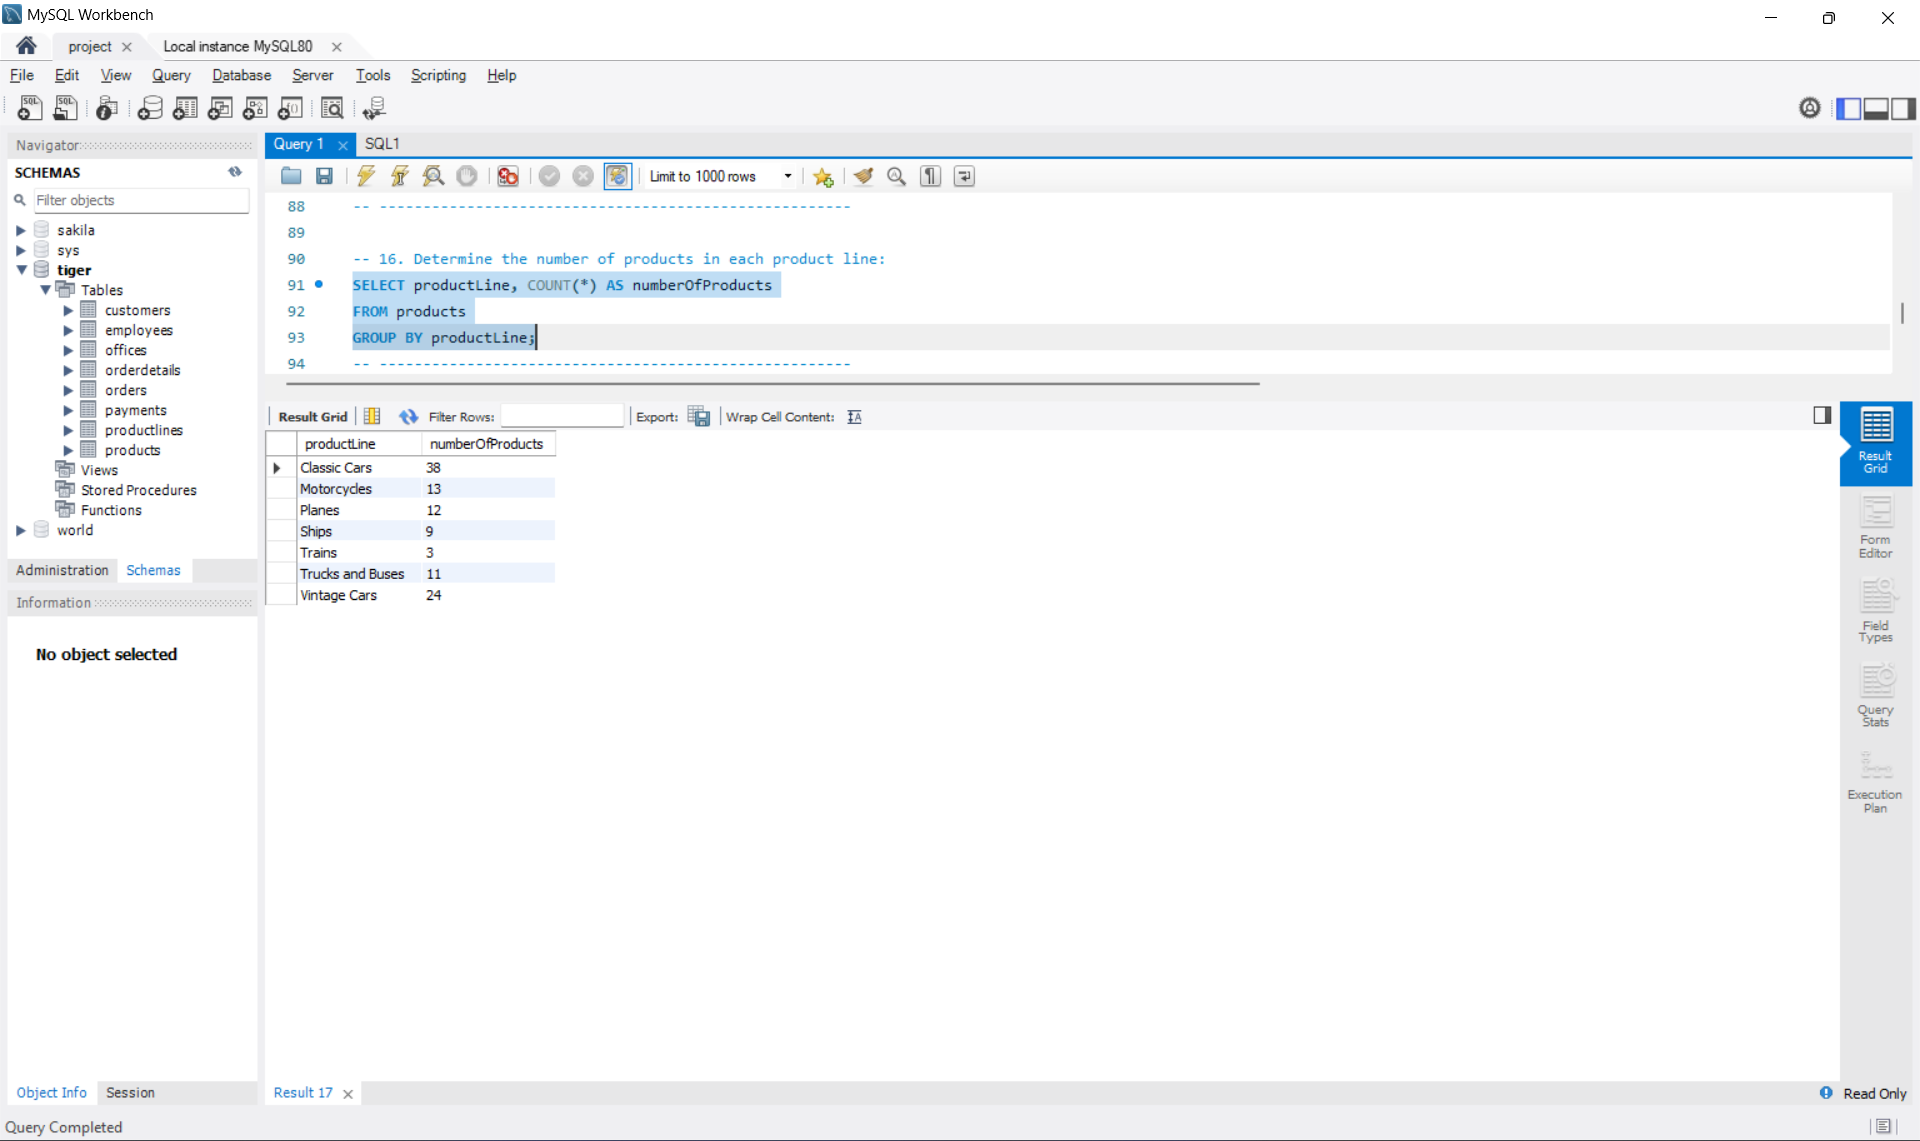 MySQL Workbench
project
Local instance MySQL80
File Edit View Query Database Server Tools Scripting Help
Navigator
SCHEMAS
Filter objects
sakila
sys
tiger
Tables
customers
employees
offices
orderdetails
orders
payments
productlines
products
Views
Stored Procedures
Functions
world
Administration Schemas
Information
No object selected
Object Info Session
Query 1
SQL1
Limit to 1000 rows
88 -- ------------------------------------------------------
89
90 -- 16. Determine the number of products in each product line:
91 SELECT productLine, COUNT(*) AS numberOfProducts
92 FROM products
93 GROUP BY productLine;
94 -- ------------------------------------------------------
Result Grid Filter Rows: Export: Wrap Cell Content:
productLine numberOfProducts
Classic Cars 38
Motorcycles 13
Planes 12
Ships 9
Trains 3
Trucks and Buses 11
Vintage Cars 24
Result
Grid
Form
Editor
Field
Types
Query
Stats
Execution
Plan
Result 17
Read Only
Query Completed